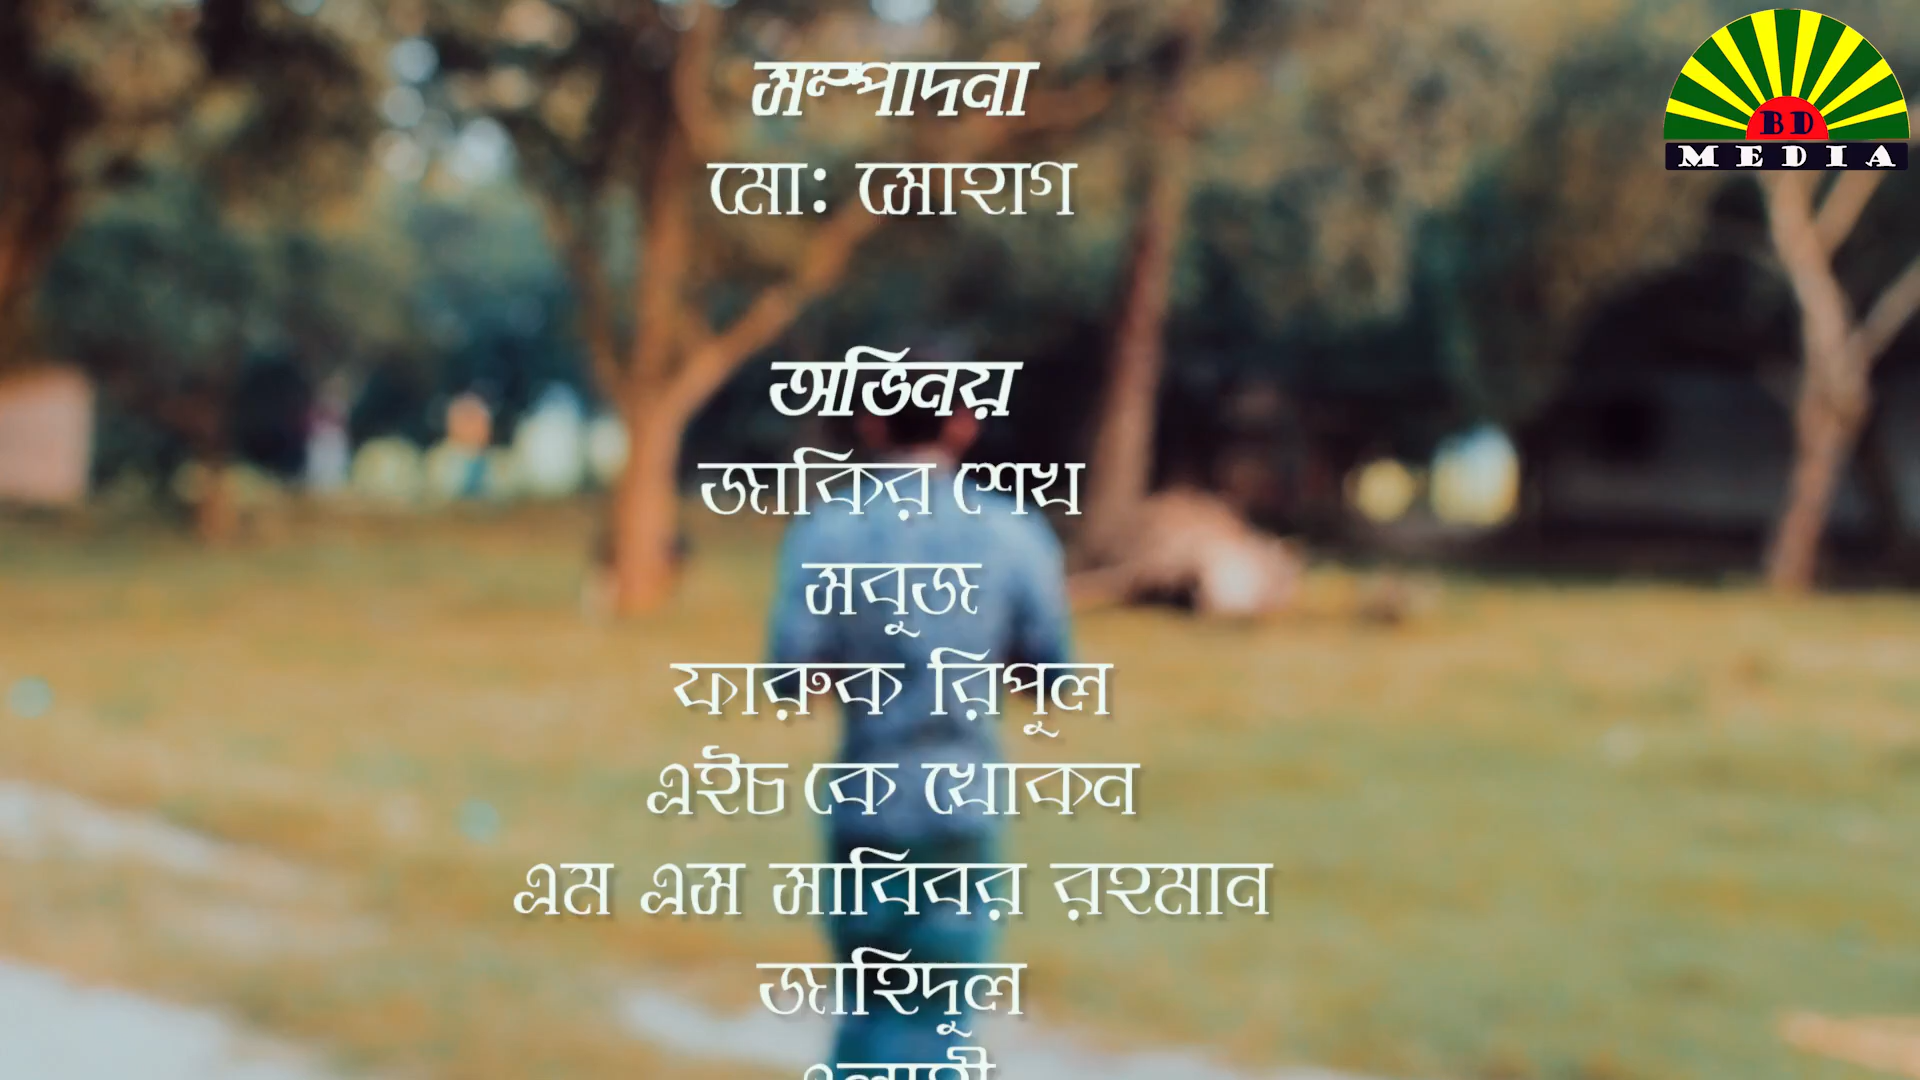 সম্পাদনা
মো: সোহাগ
অভিনয়
জাকির শেখ
সবুজ
ফারুক রিপুল
এইচ কে খোকন
এম এস সাবিবর রহমান
জাহিদুল
BD
MEDIA